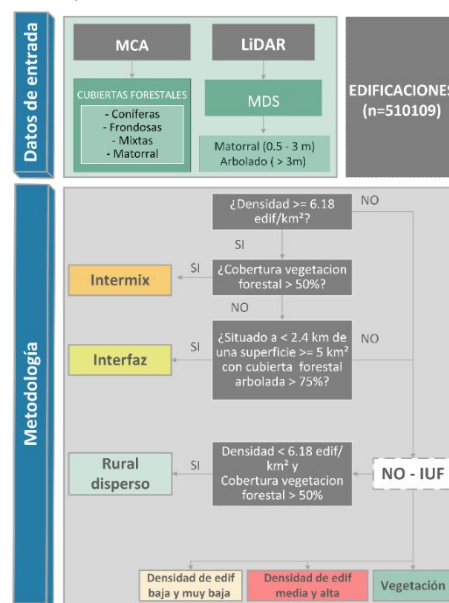 Datos de entrada
MCA
CUBIERTAS FORESTALES
- Coníferas
- Frondosas
- Mixtas
- Matorral
LiDAR
MDS
Matorral (0.5 - 3 m)
Arbolado ( > 3m)
EDIFICACIONES
(n=510109)
Metodología
¿Densidad >= 6.18
edif/km²?
NO
SI
¿Cobertura vegetacion
forestal > 50%?
SI
Intermix
NO
¿Situado a < 2.4 km de
una superficie >= 5 km²
con cubierta forestal
arbolada > 75%?
SI
NO
Interfaz
Densidad < 6.18 edif/
km² y
Cobertura vegetacion
forestal > 50%
SI
Rural
disperso
NO - IUF
Densidad de edif
baja y muy baja
Densidad de edif
media y alta
Vegetación